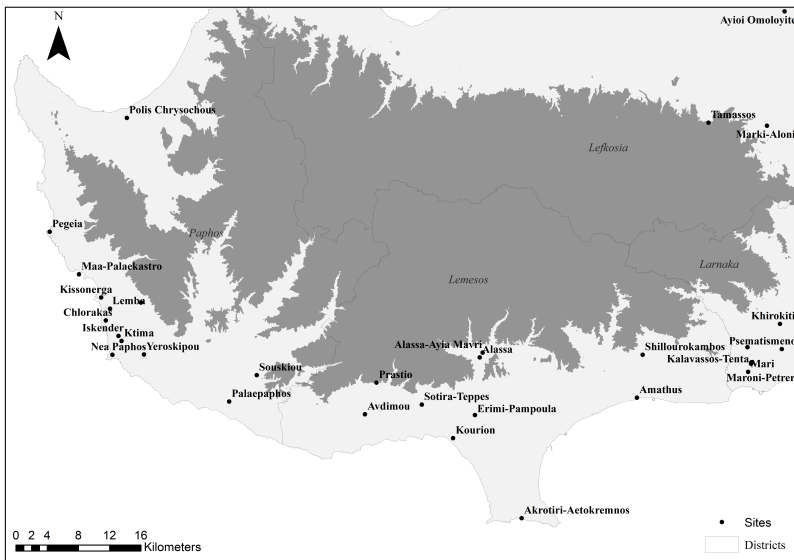 N
Ayioi Omoloyite
Polis Chrysochous
Tamassos
Marki-Aloni
Lefkosia
Pegeia
Paphos
Maa-Palaekastro
Larnaka
Lemesos
Kissonerga
Lemba
Chlorakas
Khirokiti
Iskender
Ktima
Alassa-Ayia Mavri
Alassa
Shillourokambos
Psematismeno
Nea Paphos
Yeroskipou
Kalavassos-Tenta
Mari
Souskiou
Prastio
Maroni-Petrer
Palaepaphos
Amathus
Sotira-Teppes
Avdimou
Erimi-Pampoula
Kourion
Akrotiri-Aetokremnos
Sites
0 2 4 8 12 16
Kilometers
Districts